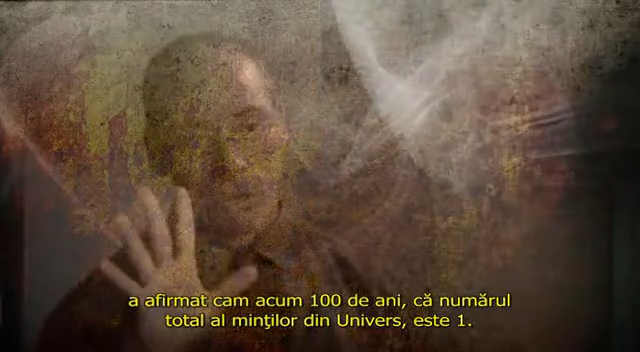 a afirmat cam acum 100 de ani, că numărul
total al minţilor din Univers, este 1.